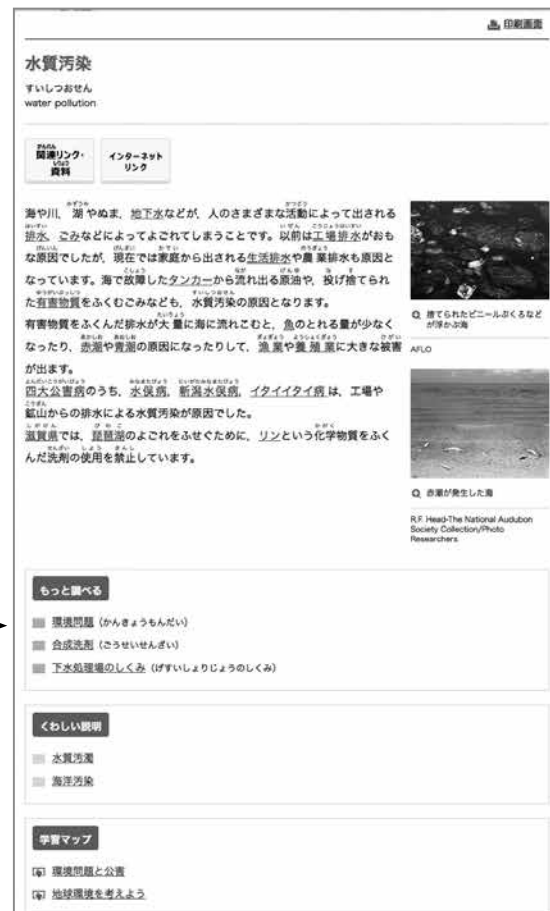 印刷画面
水質汚染
すいしつおせん
water pollution
関連リンク・
資料
インターネット
リンク
海や川，湖やぬま，地下水などが，人のさまざまな活動によって出される
排水，ごみなどによってよごれてしまうことです。以前は工場排水がおも
な原因でしたが，現在では家庭から出される生活排水や農業排水も原因と
なっています。海で故障したタンカーから流れ出る原油や，投げ捨てられ
た有害物質をふくむごみなども，水質汚染の原因となります。
有害物質をふくんだ排水が大量に海に流れこむと，魚のとれる量が少なく
なったり，赤潮や青潮の原因になったりして，漁業や養殖業に大きな被害
が出ます。
四大公害病のうち，水俣病，新潟水俣病，イタイイタイ病は，工場や
鉱山からの排水による水質汚染が原因でした。
滋賀県では，琵琶湖のよごれをふせぐために，リンという化学物質をふく
んだ洗剤の使用を禁止しています。
捨てられたビニールぶくろなど
が浮かぶ海
AFLO
赤潮が発生した海
R.F. Head-The National Audubon
Society Collection/Photo
Researchers
もっと調べる
環境問題（かんきょうもんだい）
合成洗剤（ごうせいせんざい）
下水処理場のしくみ（げすいしょりじょうのしくみ）
くわしい説明
水質汚濁
海洋汚染
学習マップ
環境問題と公害
地球環境を考えよう